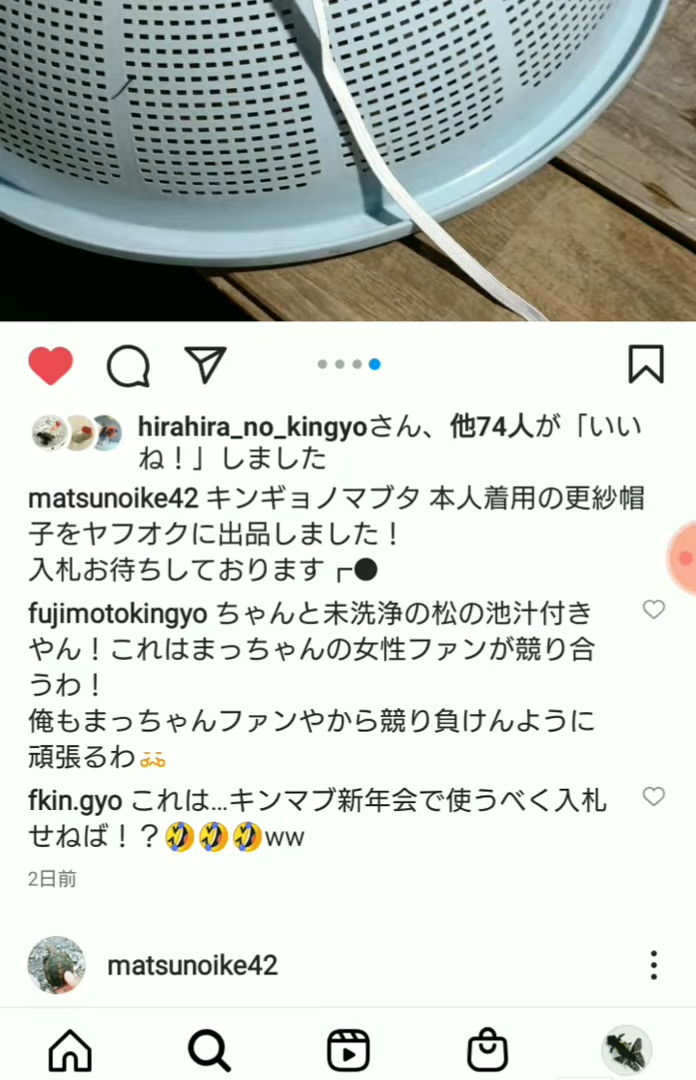 hirahira_no_kingyoさん、他74人が「いい
ね！」しました
matsunoike42 キンギョノマブタ 本人着用の更紗帽
子をヤフオクに出品しました！
入札お待ちしております┏●
fujimotokingyo ちゃんと未洗浄の松の池汁付き
やん！これはまっちゃんの女性ファンが競り合
うわ！
俺もまっちゃんファンやから競り負けんように
頑張るわ
fkin.gyo これは...キンマブ新年会で使うべく入札
せねば！？🤣🤣🤣ww
2日前
matsunoike42